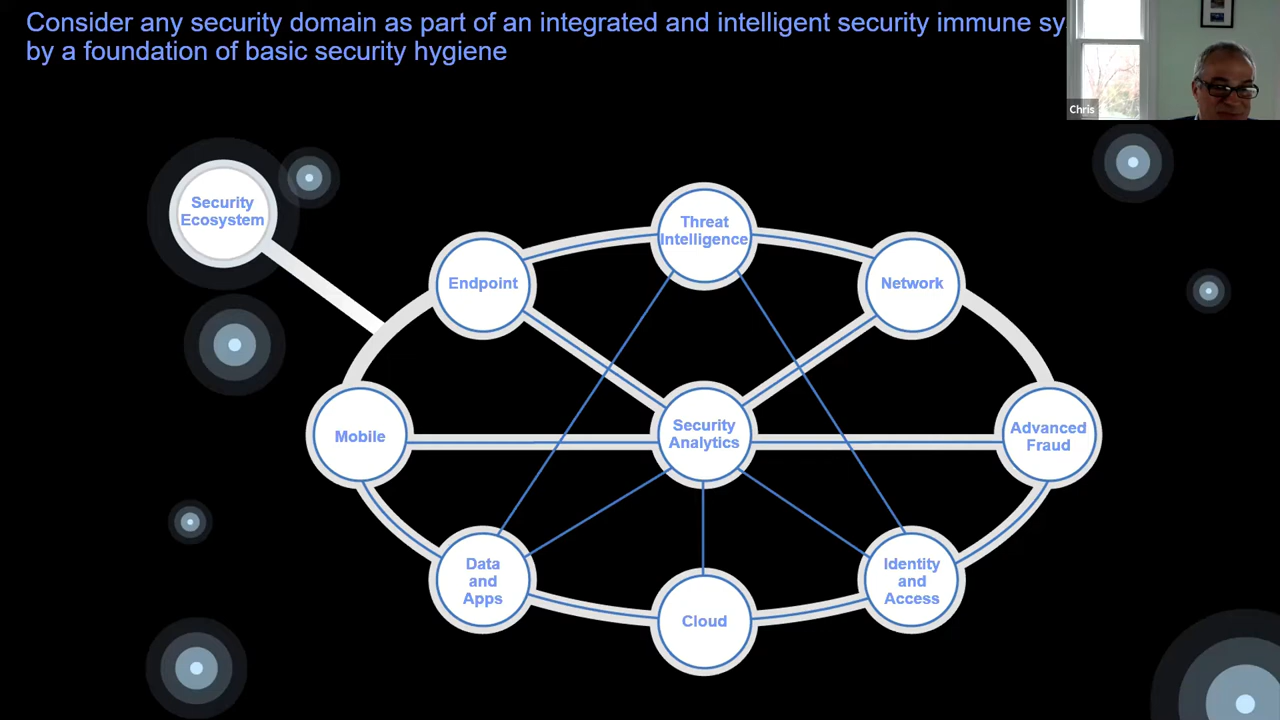 Consider any security domain as part of an integrated and intelligent security immune sy
by a foundation of basic security hygiene
Chris
Security
Ecosystem
Threat
Intelligence
Endpoint
Network
Mobile
Security
Analytics
Advanced
Fraud
Data
and
Apps
Identity
and
Access
Cloud